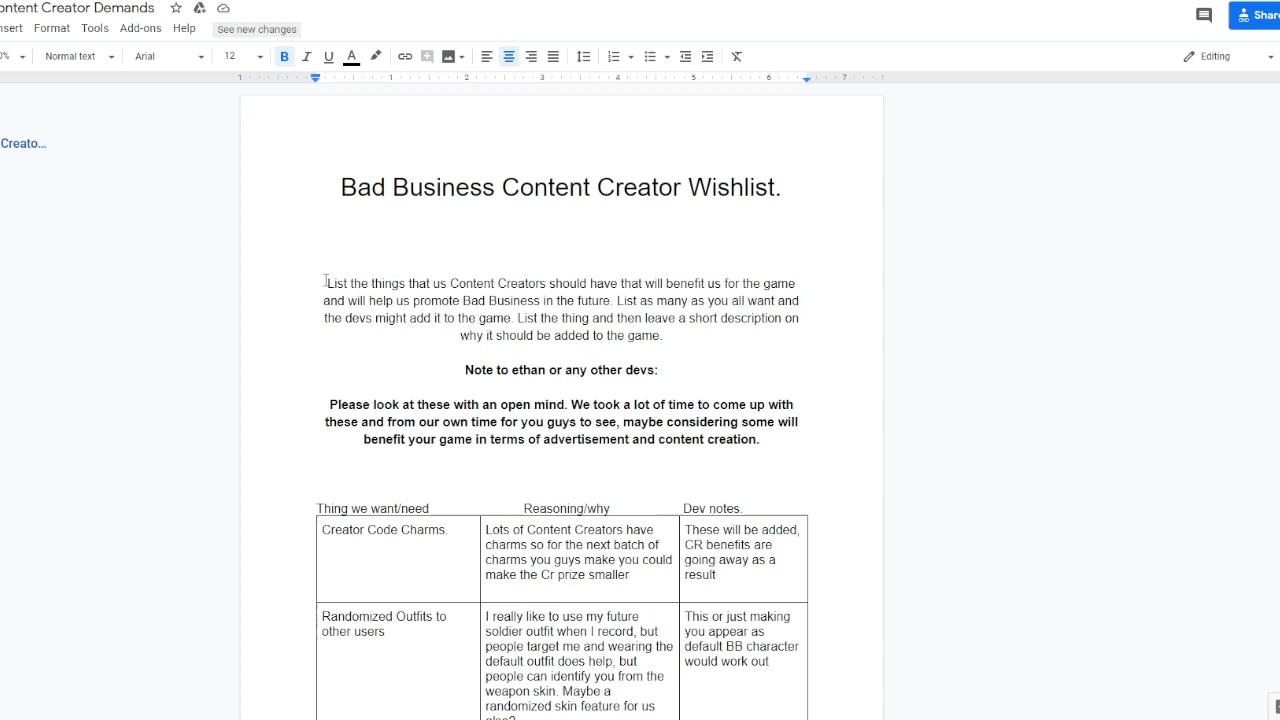 ontent Creator Demands
nsert Format Tools Add-ons Help See new changes
Share
0% Normal text Arial 12 B I U A Editing
1 1 2 3 4 5 6 7
Creato...
Bad Business Content Creator Wishlist.
List the things that us Content Creators should have that will benefit us for the game
and will help us promote Bad Business in the future. List as many as you all want and
the devs might add it to the game. List the thing and then leave a short description on
why it should be added to the game.
Note to ethan or any other devs:
Please look at these with an open mind. We took a lot of time to come up with
these and from our own time for you guys to see, maybe considering some will
benefit your game in terms of advertisement and content creation.
Thing we want/need Reasoning/why Dev notes.
Creator Code Charms.
Lots of Content Creators have
charms so for the next batch of
charms you guys make you could
make the Cr prize smaller
These will be added,
CR benefits are
going away as a
result
Randomized Outfits to
other users
I really like to use my future
soldier outfit when I record, but
people target me and wearing the
default outfit does help, but
people can identify you from the
weapon skin. Maybe a
randomized skin feature for us
also?
This or just making
you appear as
default BB character
would work out